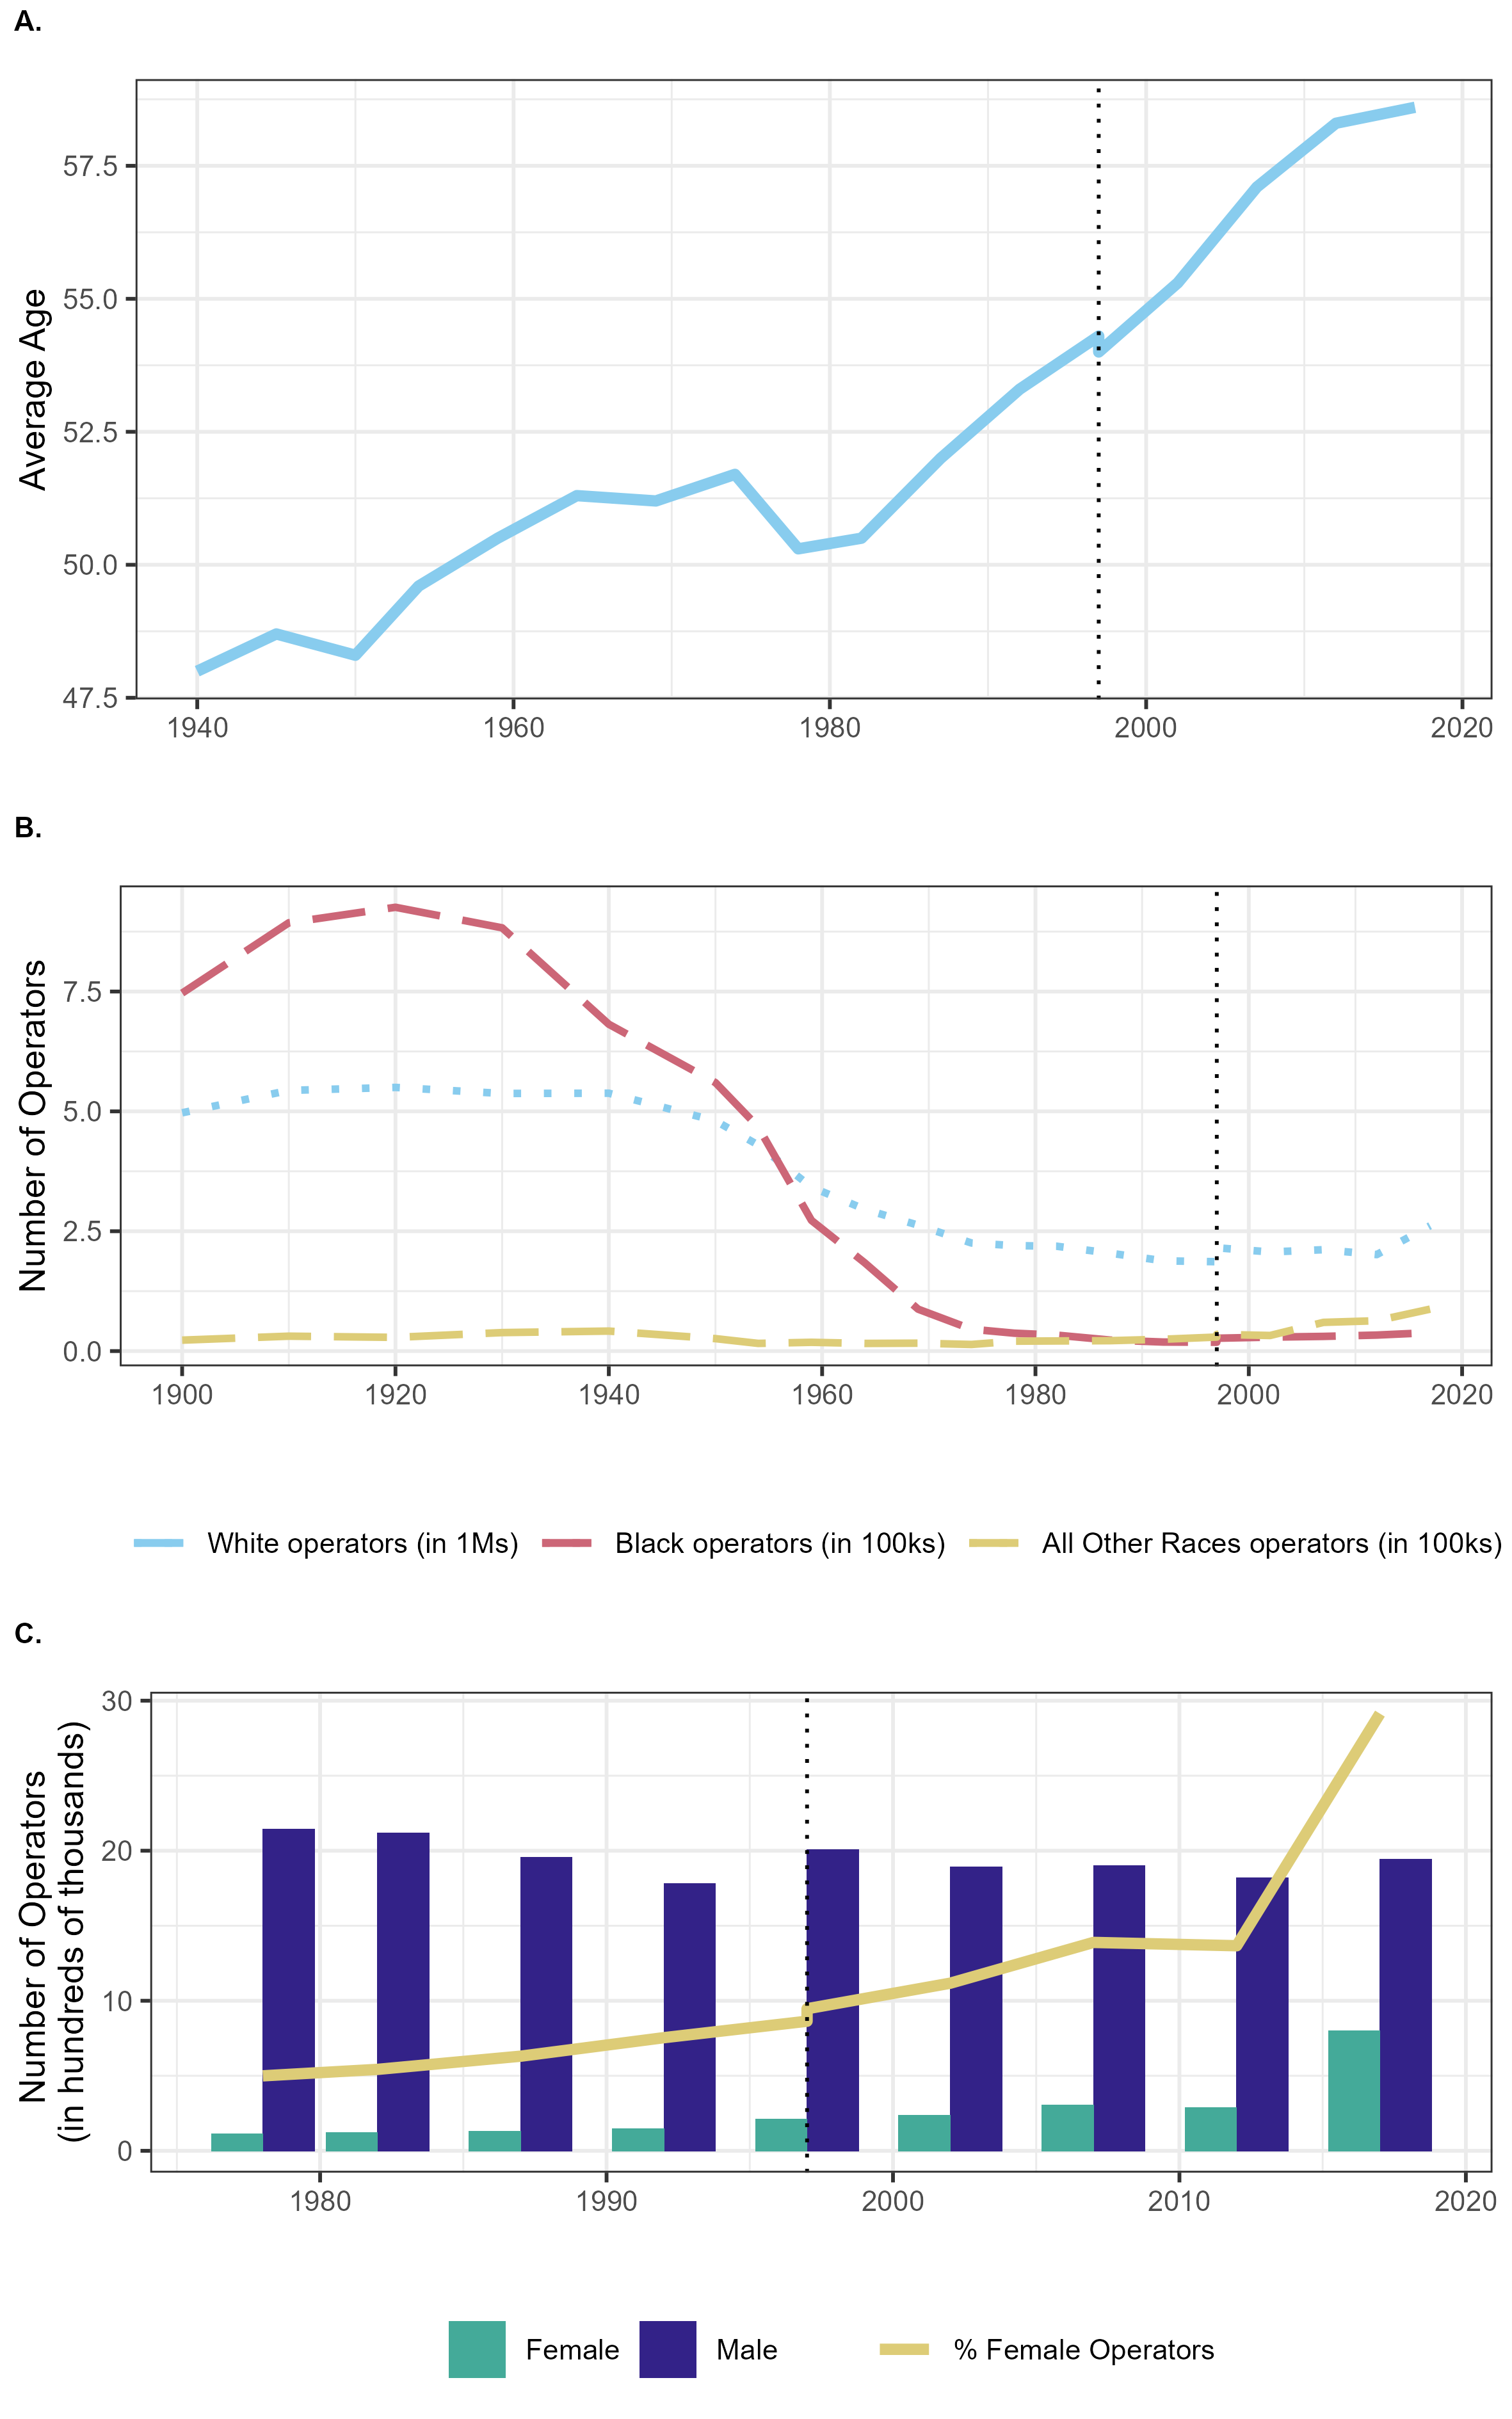 A.
57.5
55.0
52.5
50.0
47.5
Average Age
1940 1960 1980 2000 2020
B.
7.5
5.0
2.5
0.0
Number of Operators
1900 1920 1940 1960 1980 2000 2020
White operators (in 1Ms) Black operators (in 100ks) All Other Races operators (in 100ks)
C.
30
20
10
0
Number of Operators
(in hundreds of thousands)
1980 1990 2000 2010 2020
Female Male % Female Operators